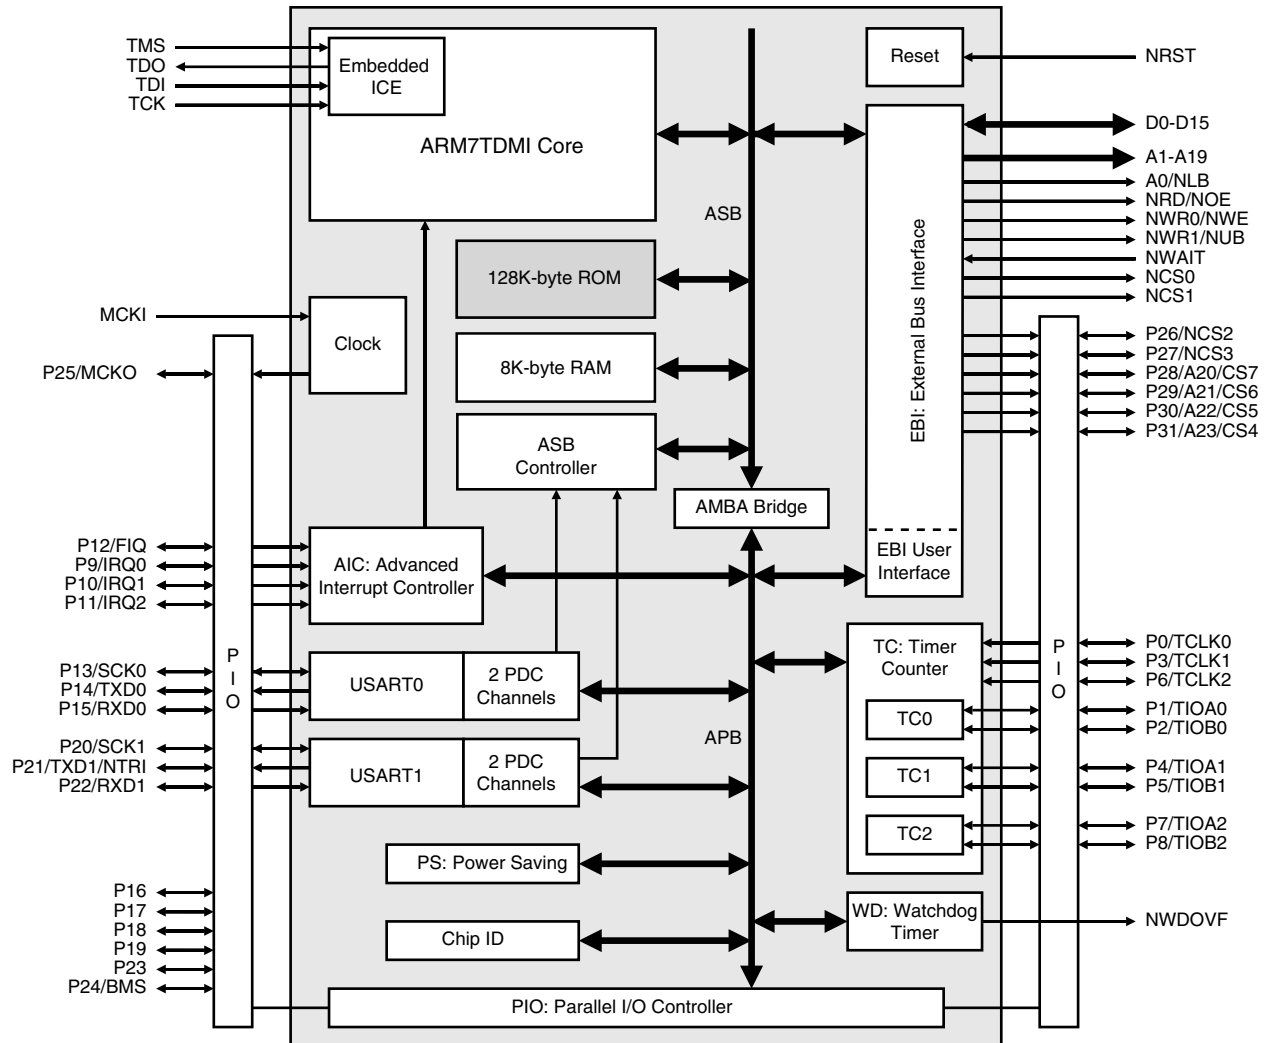 TMS
TDO
TDI
TCK
Embedded
ICE
ARM7TDMI Core
Reset
NRST
D0-D15
A1-A19
A0/NLB
NRD/NOE
NWR0/NWE
NWR1/NUB
NWAIT
NCS0
NCS1
ASB
EBI: External Bus Interface
128K-byte ROM
MCKI
Clock
P25/MCKO
8K-byte RAM
P26/NCS2
P27/NCS3
P28/A20/CS7
P29/A21/CS6
P30/A22/CS5
P31/A23/CS4
ASB
Controller
AMBA Bridge
EBI User
Interface
P12/FIQ
P9/IRQ0
P10/IRQ1
P11/IRQ2
AIC: Advanced
Interrupt Controller
P
I
O
P13/SCK0
P14/TXD0
P15/RXD0
USART0
2 PDC
Channels
P20/SCK1
P21/TXD1/NTRI
P22/RXD1
USART1
2 PDC
Channels
APB
TC: Timer
Counter
TC0
TC1
TC2
P
I
O
P0/TCLK0
P3/TCLK1
P6/TCLK2
P1/TIOA0
P2/TIOB0
P4/TIOA1
P5/TIOB1
P7/TIOA2
P8/TIOB2
PS: Power Saving
P16
P17
P18
P19
P23
P24/BMS
Chip ID
WD: Watchdog
Timer
NWDOVF
PIO: Parallel I/O Controller